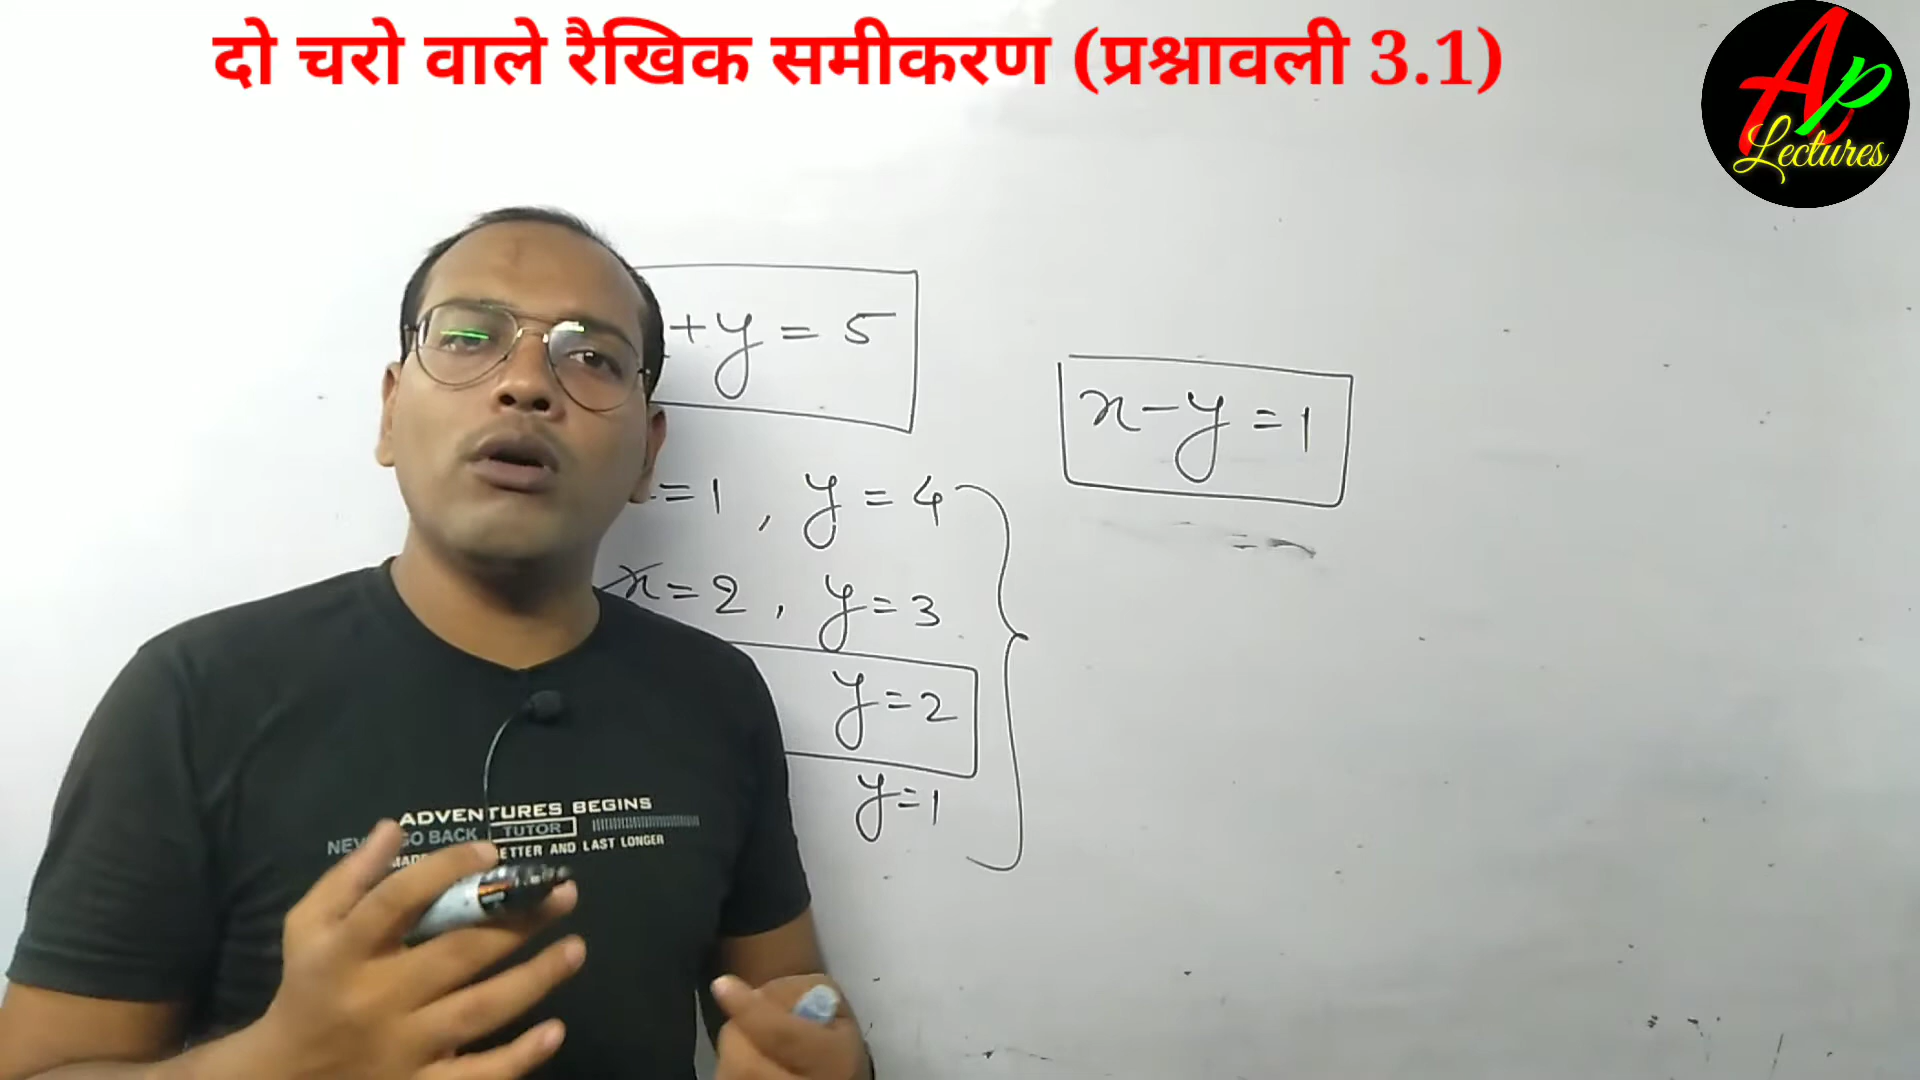 दो चरो वाले रैखिक समीकरण (प्रश्नावली 3.1)
AP
Lectures
+y = 5
x-y = 1
=1 , y = 4
x=2 , y=3
y=2
y=1
ADVENTURES BEGINS
GO BACK TUTOR
ETTER AND LAST LONGER